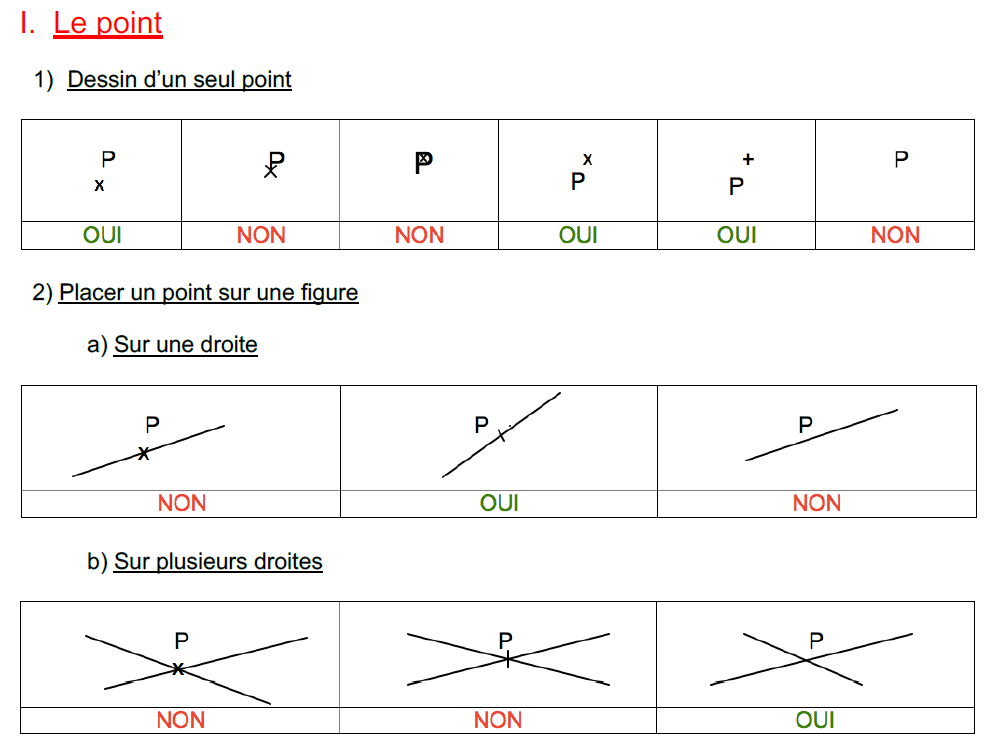 I. Le point
1) Dessin d'un seul point
P P P x P + P
x x x P P
OUI NON NON OUI OUI NON
2) Placer un point sur une figure
a) Sur une droite
P P P
x
NON OUI NON
b) Sur plusieurs droites
P P P
x
NON NON OUI